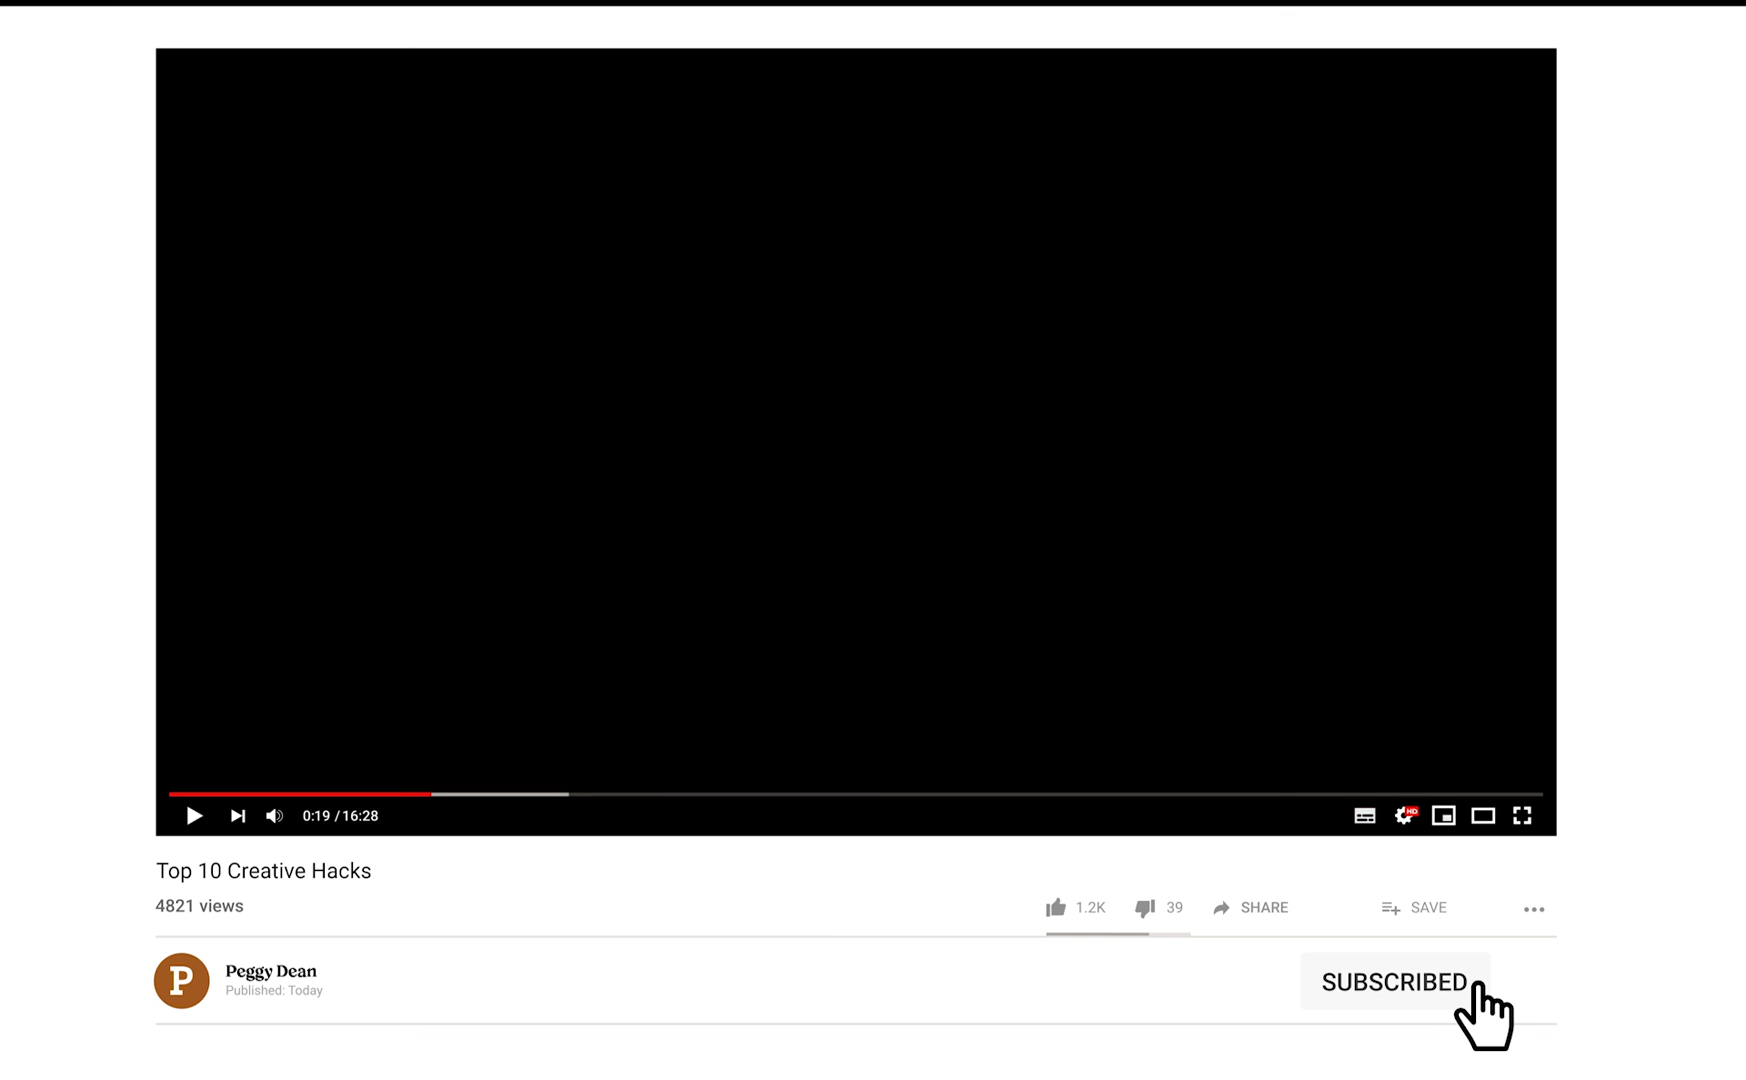 0:19 / 16:28
HD
Top 10 Creative Hacks
4821 views
1.2K
39
SHARE
SAVE
P
Peggy Dean
Published: Today
SUBSCRIBED